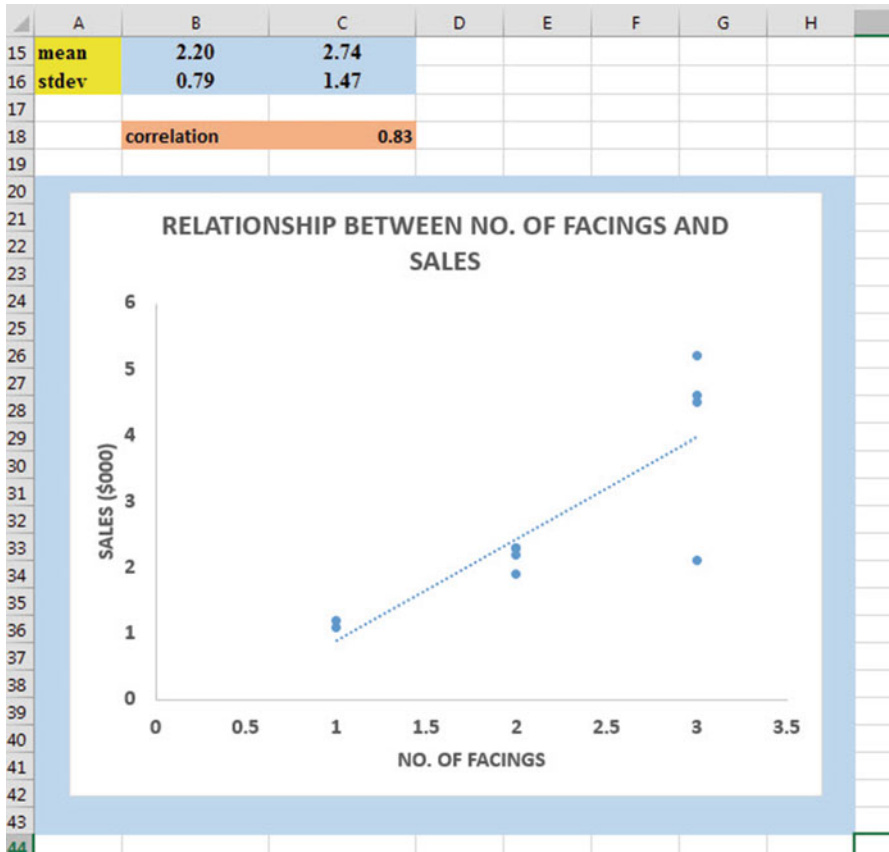 A B C D E F G H
15 mean 2.20 2.74
16 stdev 0.79 1.47
17
18 correlation 0.83
19
20
21 RELATIONSHIP BETWEEN NO. OF FACINGS AND
22 SALES
23
24 6
25
26
27 5
28
29 4
30
31
32 3
33
34 2
35
36 1
37
38
39 0
40 0 0.5 1 1.5 2 2.5 3 3.5
41 NO. OF FACINGS
42
43
44
SALES ($000)